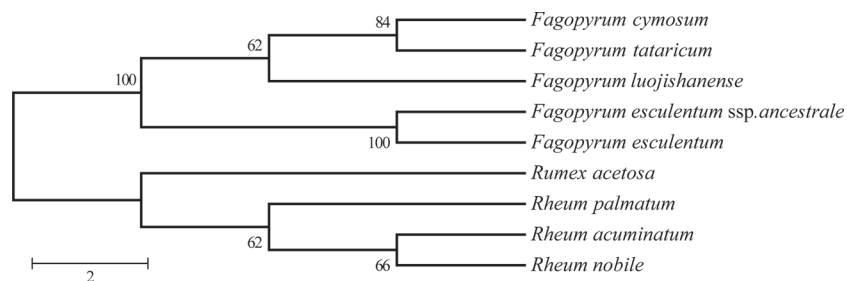 84
Fagopyrum cymosum
62
Fagopyrum tataricum
100
Fagopyrum luojishanense
Fagopyrum esculentum ssp.ancestrale
100
Fagopyrum esculentum
Rumex acetosa
Rheum palmatum
62
Rheum acuminatum
66
Rheum nobile
2